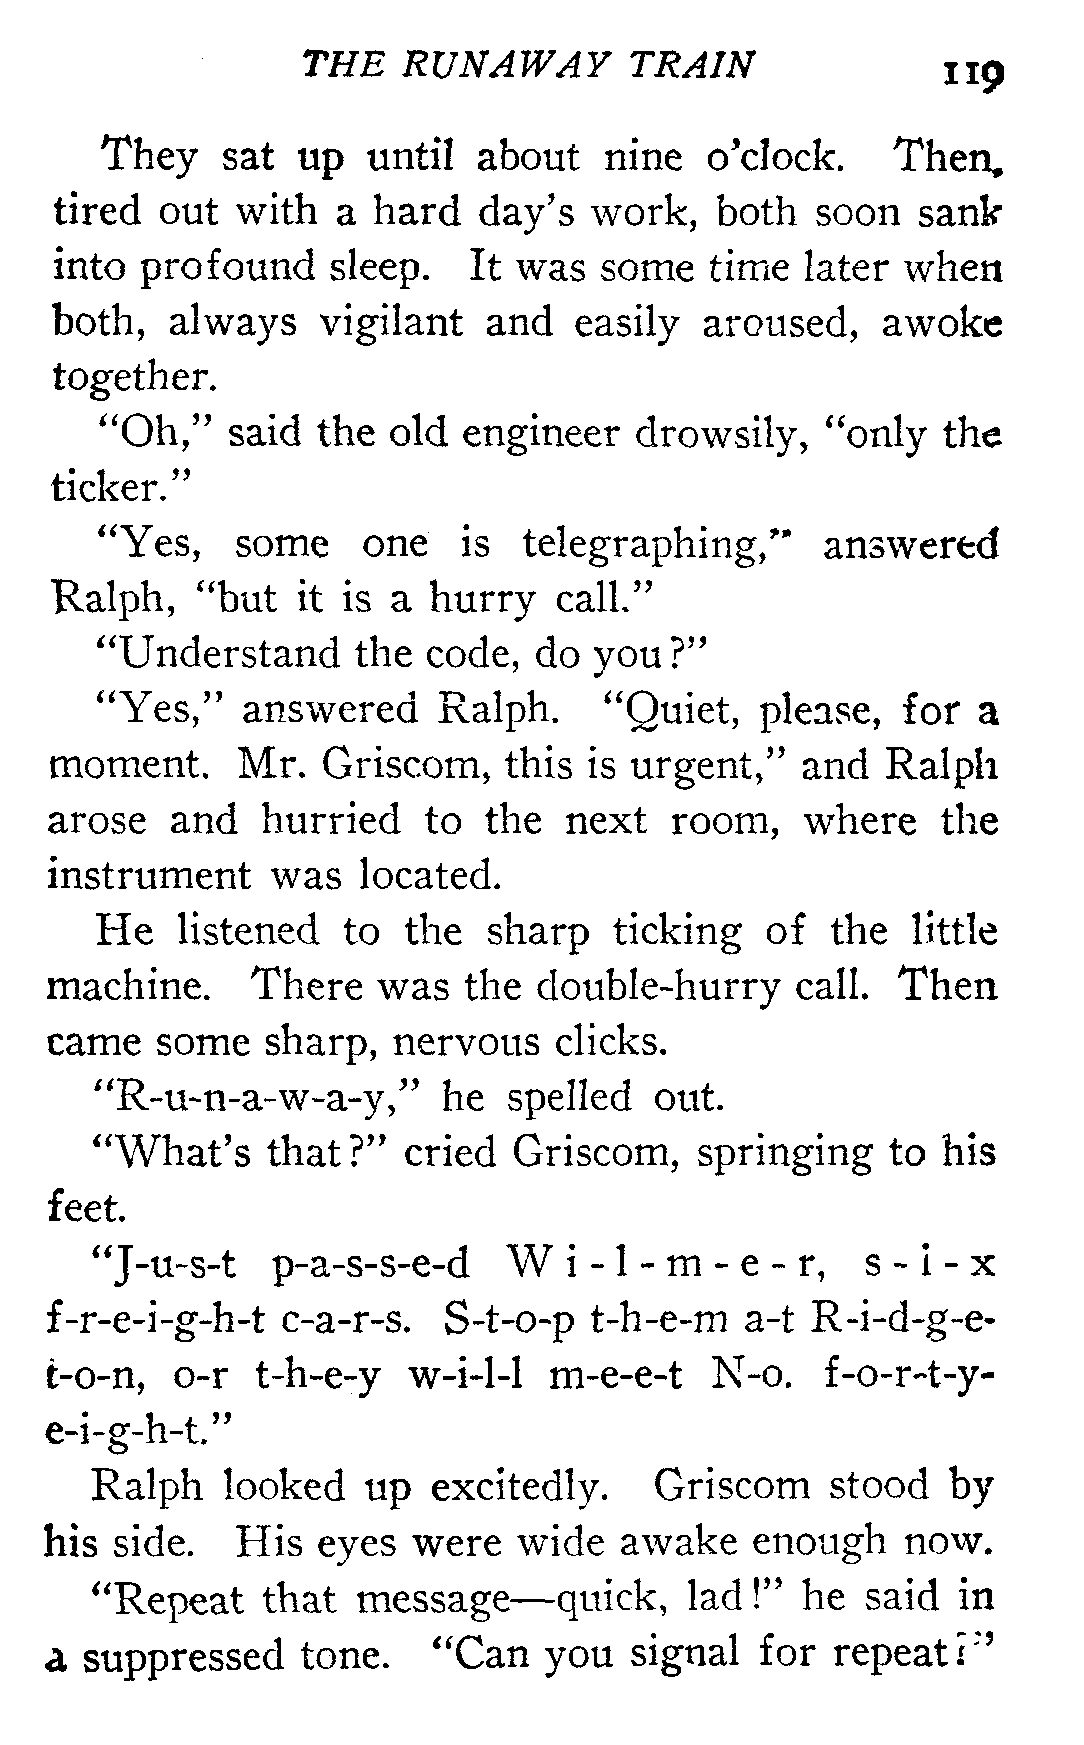 THE RUNAWAY TRAIN 119
They sat up until about nine o'clock. Then,
tired out with a hard day's work, both soon sank
into profound sleep. It was some time later when
both, always vigilant and easily aroused, awoke
together.
"Oh," said the old engineer drowsily, "only the
ticker."
"Yes, some one is telegraphing," answered
Ralph, "but it is a hurry call."
"Understand the code, do you?"
"Yes," answered Ralph. "Quiet, please, for a
moment. Mr. Griscom, this is urgent," and Ralph
arose and hurried to the next room, where the
instrument was located.
He listened to the sharp ticking of the little
machine. There was the double-hurry call. Then
came some sharp, nervous clicks.
"R-u-n-a-w-a-y," he spelled out.
"What's that?" cried Griscom, springing to his
feet.
"J-u-s-t p-a-s-s-e-d W i - l - m - e - r, s - i - x
f-r-e-i-g-h-t c-a-r-s. S-t-o-p t-h-e-m a-t R-i-d-g-e-
t-o-n, o-r t-h-e-y w-i-l-l m-e-e-t N-o. f-o-r-t-y-
e-i-g-h-t."
Ralph looked up excitedly. Griscom stood by
his side. His eyes were wide awake enough now.
"Repeat that message—quick, lad!" he said in
a suppressed tone. "Can you signal for repeat?"